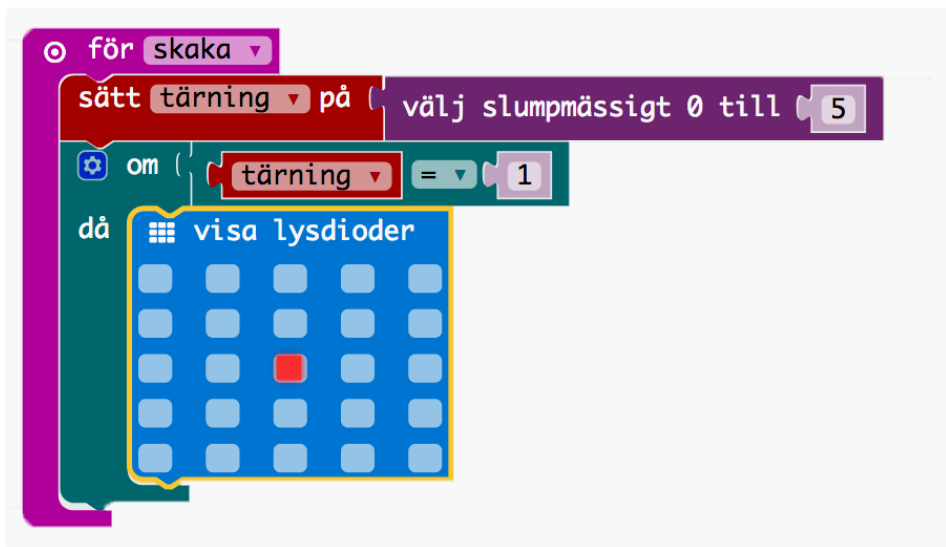 för skaka
sätt tärning på välj slumpmässigt 0 till 5
om tärning = 1
då visa lysdioder